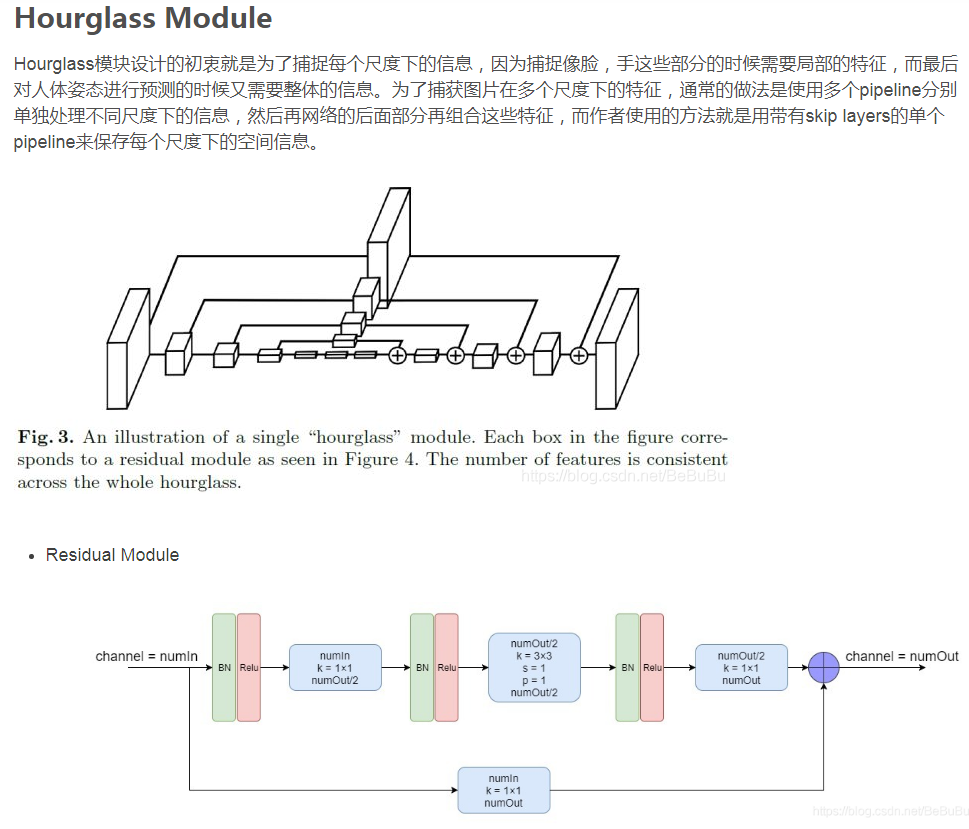 Hourglass Module
Hourglass模块设计的初衷就是为了捕捉每个尺度下的信息，因为捕捉像脸，手这些部分的时候需要局部的特征，而最后
对人体姿态进行预测的时候又需要整体的信息。为了捕获图片在多个尺度下的特征，通常的做法是使用多个pipeline分别
单独处理不同尺度下的信息，然后再网络的后面部分再组合这些特征，而作者使用的方法就是用带有skip layers的单个
pipeline来保存每个尺度下的空间信息。
Fig. 3. An illustration of a single “hourglass” module. Each box in the figure corre-
sponds to a residual module as seen in Figure 4. The number of features is consistent
across the whole hourglass.
https://blog.csdn.net/BeBuBu
• Residual Module
channel = numIn
BN
Relu
numIn
k = 1×1
numOut/2
BN
Relu
numOut/2
k = 3×3
s = 1
p = 1
numOut/2
BN
Relu
numOut/2
k = 1×1
numOut
channel = numOut
numIn
k = 1×1
numOut
https://blog.csdn.net/BeBuBu